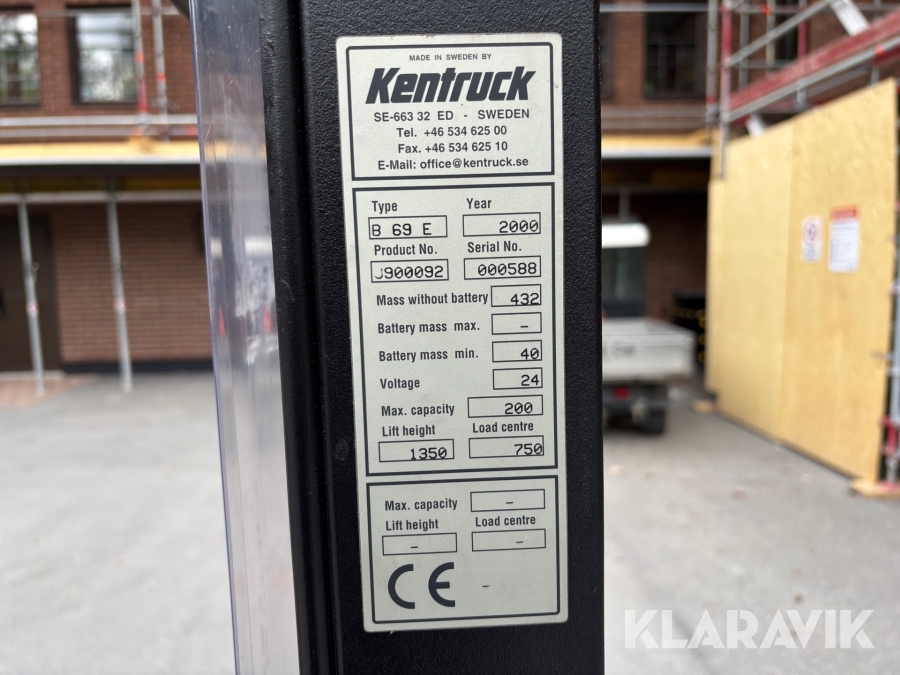 MADE IN SWEDEN BY
Kentruck
SE-663 32 ED - SWEDEN
Tel. +46 534 625 00
Fax. +46 534 625 10
E-Mail: office@kentruck.se
Type Year
B 69 E 2000
Product No. Serial No.
J900092 000588
Mass without battery 432
Battery mass max. -
Battery mass min. 40
Voltage 24
Max. capacity 200
Lift height Load centre
1350 750
Max. capacity -
Lift height Load centre
- -
CE -
KLARAVIK